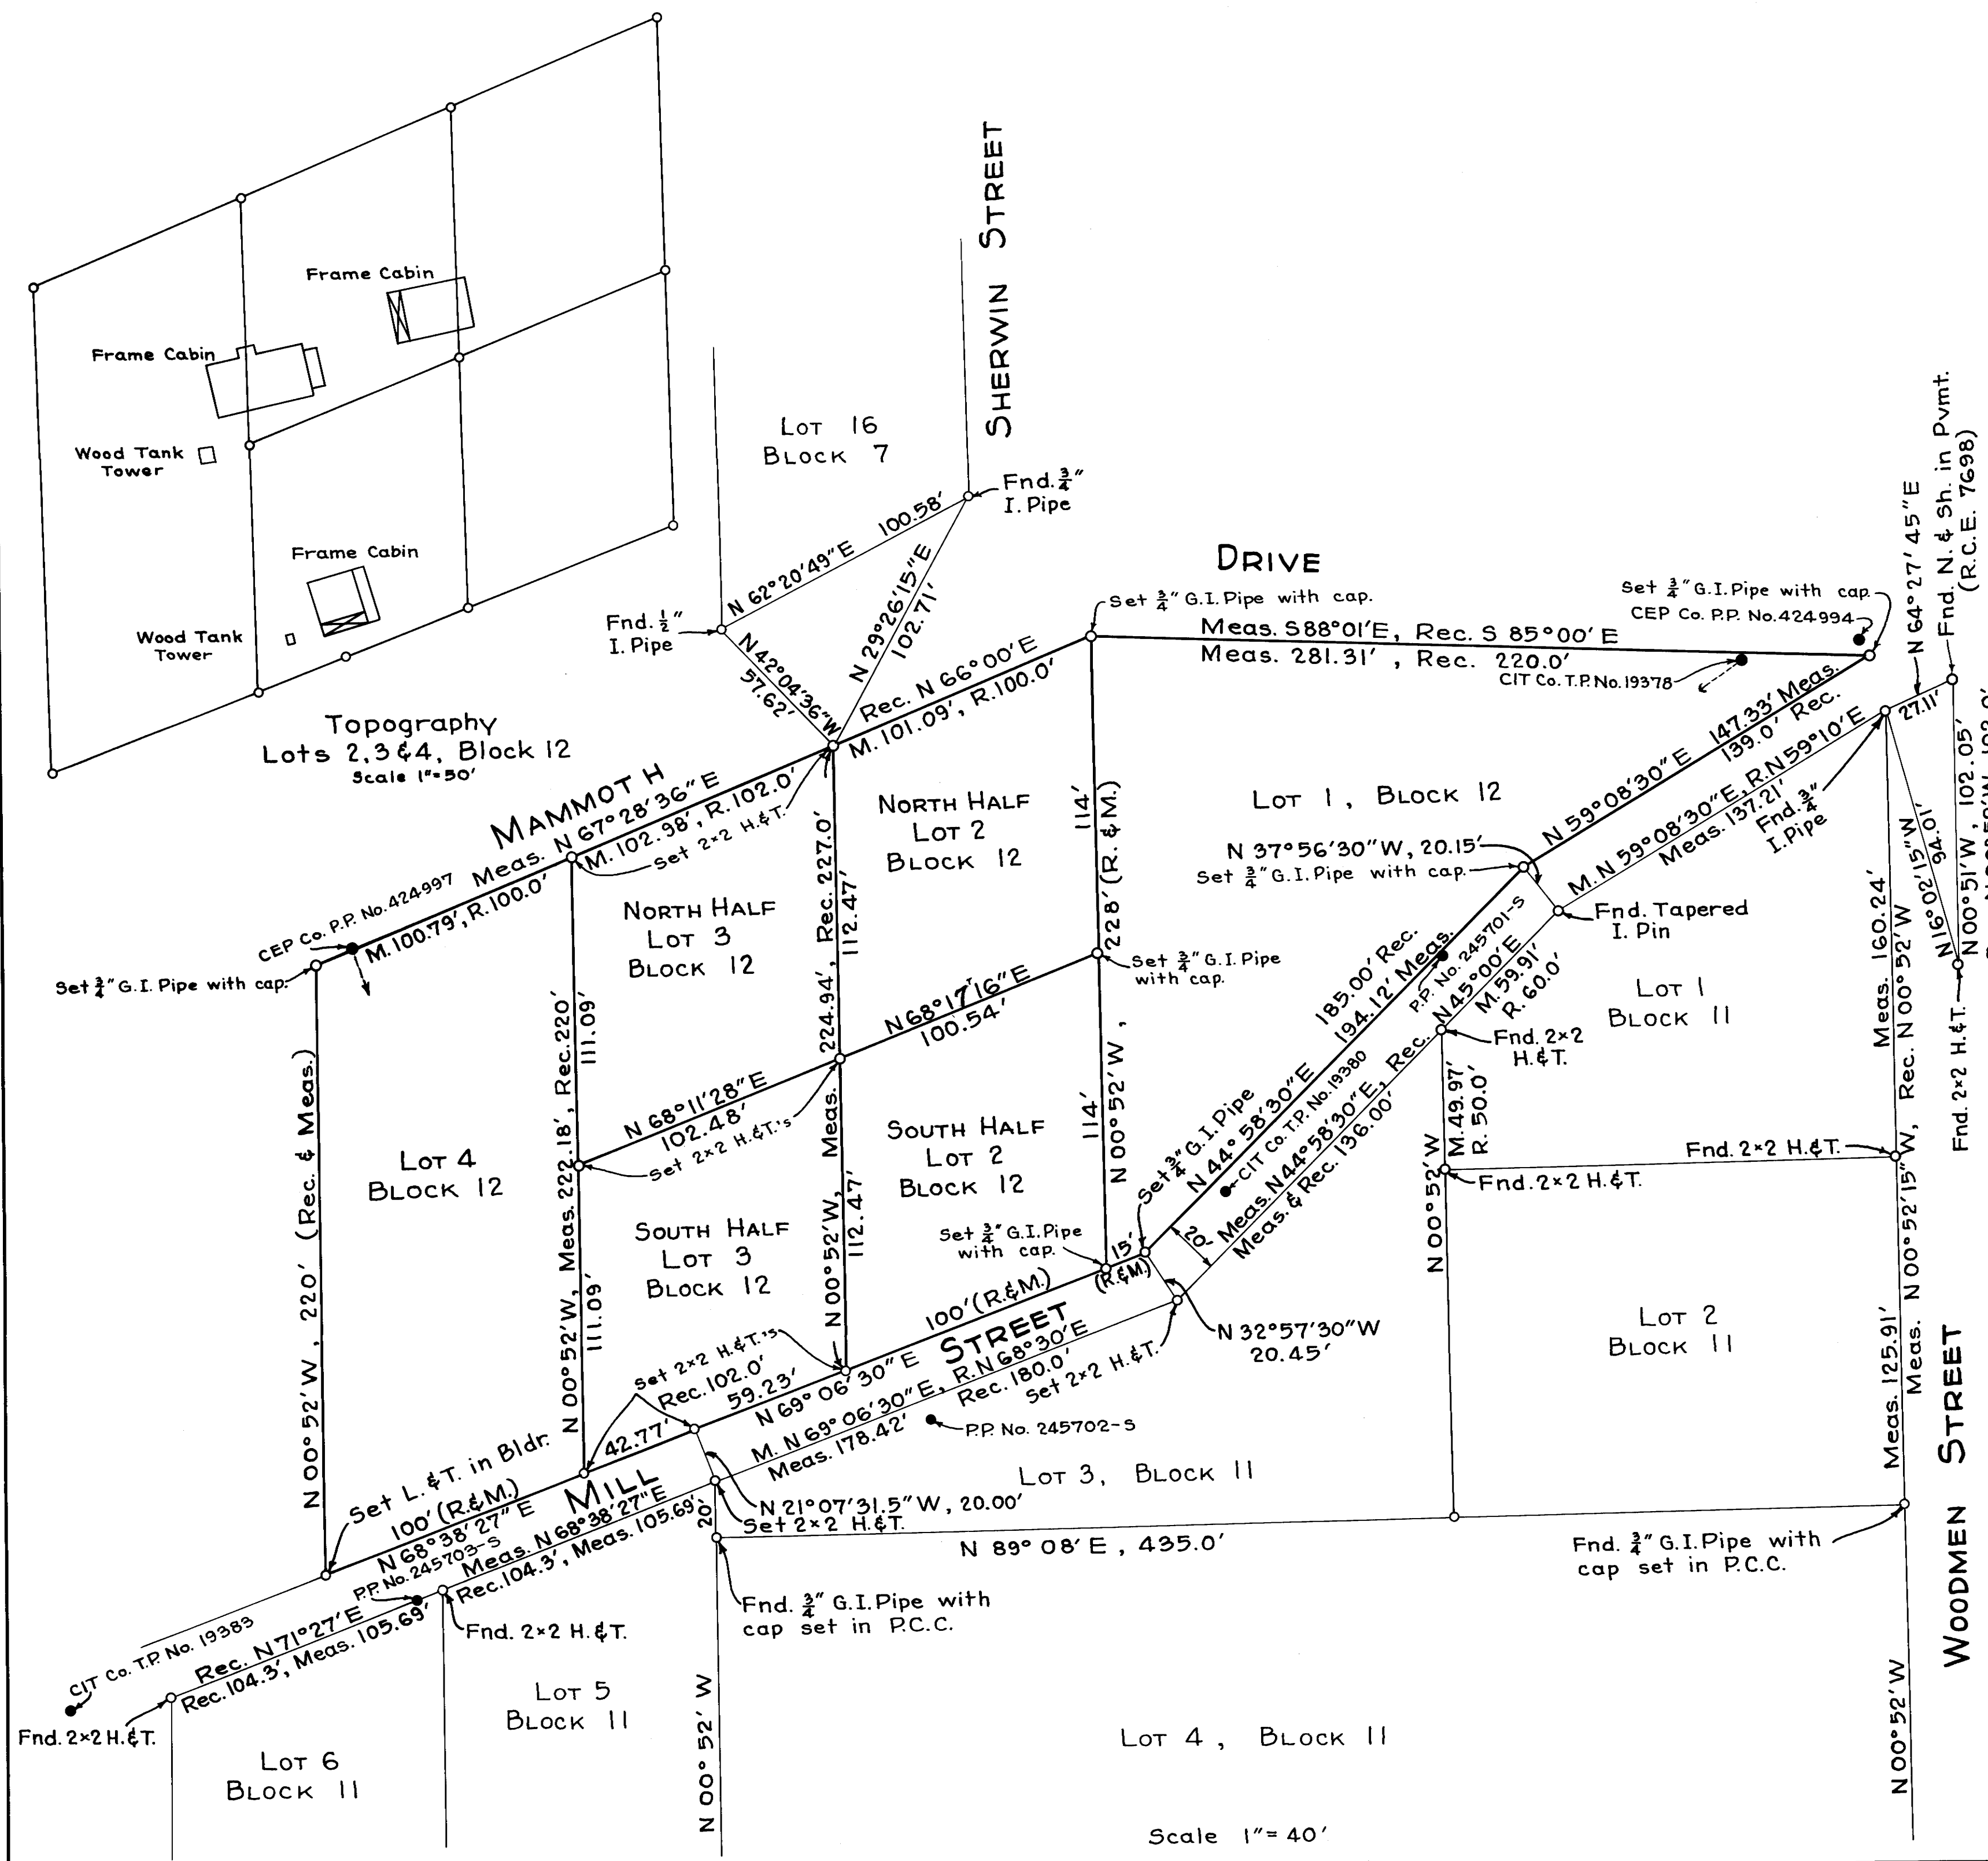 Frame Cabin
Frame Cabin
Wood Tank
Tower
Frame Cabin
Wood Tank
Tower
Topography
Lots 2,3 & 4, Block 12
Scale 1"=50'
SHERWIN STREET
LOT 16
BLOCK 7
Fnd. 3/4"
I. Pipe
N 62°20'49"E 100.58'
N 29°26'15"E
102.71'
Fnd. 1/2"
I. Pipe
N 42°04'36"W
57.62'
MAMMOTH
DRIVE
Set 3/4" G.I. Pipe with cap.
Rec. N 66°00'E
M. 101.09', R. 100.0'
Meas. S 88°01'E, Rec. S 85°00'E
Meas. 281.31', Rec. 220.0'
Set 3/4" G.I. Pipe with cap.
CEP Co. P.P. No. 424994
CIT Co. T.P. No. 19378
N 64°27'45"E
Fnd. N. & Sh. in Pvmt.
(R.C.E. 7698)
27.11'
Meas. N 67°28'36"E
M. 102.98', R. 102.0'
Set 2×2 H.&T.
CEP Co. P.P. No. 424997
M. 100.79', R. 100.0'
Set 3/4" G.I. Pipe with cap.
NORTH HALF
LOT 2
BLOCK 12
NORTH HALF
LOT 3
BLOCK 12
LOT 1, BLOCK 12
N 59°08'30"E
147.33' Meas.
139.0' Rec.
M. N 59°08'30"E, R. N 59°10'E
Meas. 137.21'
Fnd. 3/4"
I. Pipe
N 37°56'30"W, 20.15'
Set 3/4" G.I. Pipe with cap.
Fnd. Tapered
I. Pin
N 16°02'15"W
94.01'
N 00°51'W, 102.05'
Fnd. 2×2 H.&T.
114'
228' (R. & M.)
114'
N 00°52'W,
Set 3/4" G.I. Pipe
with cap.
N 68°17'16"E
100.54'
N 00°52'W, Meas. 224.94', Rec. 227.0'
112.47'
112.47'
N 68°11'28"E
102.48'
Set 2×2 H.&T.'s
N 00°52'W, Meas. 222.18', Rec. 220'
111.09'
111.09'
N 00°52'W, 220' (Rec. & Meas.)
LOT 4
BLOCK 12
SOUTH HALF
LOT 3
BLOCK 12
SOUTH HALF
LOT 2
BLOCK 12
185.00' Rec.
194.12' Meas.
N 44°58'30"E
P.P. No. 245701-S
N 45°00'E
M. 59.91'
R. 60.0'
CIT Co. T.P. No. 19380
Meas. N 44°58'30"E, Rec.
Meas. & Rec. 136.00'
Set 3/4" G.I. Pipe
20'
LOT 1
BLOCK 11
Fnd. 2×2
H.&T.
M. 49.97'
R. 50.0'
N 00°52'W
Fnd. 2×2 H.&T.
Fnd. 2×2 H.&T.
Meas. 160.24'
Meas. 125.91'
Meas. N 00°52'15"W, Rec. N 00°52'W
LOT 2
BLOCK 11
WOODMEN STREET
Set 3/4" G.I. Pipe
with cap.
15'
(R.&M.)
100' (R.&M.)
MILL STREET
N 32°57'30"W
20.45'
Set 2×2 H.&T.'s
Rec. 102.0'
59.23'
42.77'
N 69°06'30"E
M. N 69°06'30"E, R. N 68°30'E
Meas. 178.42'
Rec. 180.0'
Set 2×2 H.&T.
P.P. No. 245702-S
LOT 3, BLOCK 11
N 21°07'31.5"W, 20.00'
Set 2×2 H.&T.
20'
N 89°08'E, 435.0'
Fnd. 3/4" G.I. Pipe with
cap set in P.C.C.
Fnd. 3/4" G.I. Pipe with
cap set in P.C.C.
Set L. & T. in Bldr.
100' (R.&M.)
N 68°38'27"E
P.P. No. 245703-S
Meas. N 68°38'27"E
Rec. 104.3', Meas. 105.69'
Rec. N 71°27'E
Rec. 104.3', Meas. 105.69'
CIT Co. T.P. No. 19383
Fnd. 2×2 H.&T.
Fnd. 2×2 H.&T.
LOT 6
BLOCK 11
LOT 5
BLOCK 11
N 00°52'W
LOT 4, BLOCK 11
N 00°52'W
Scale 1"=40'